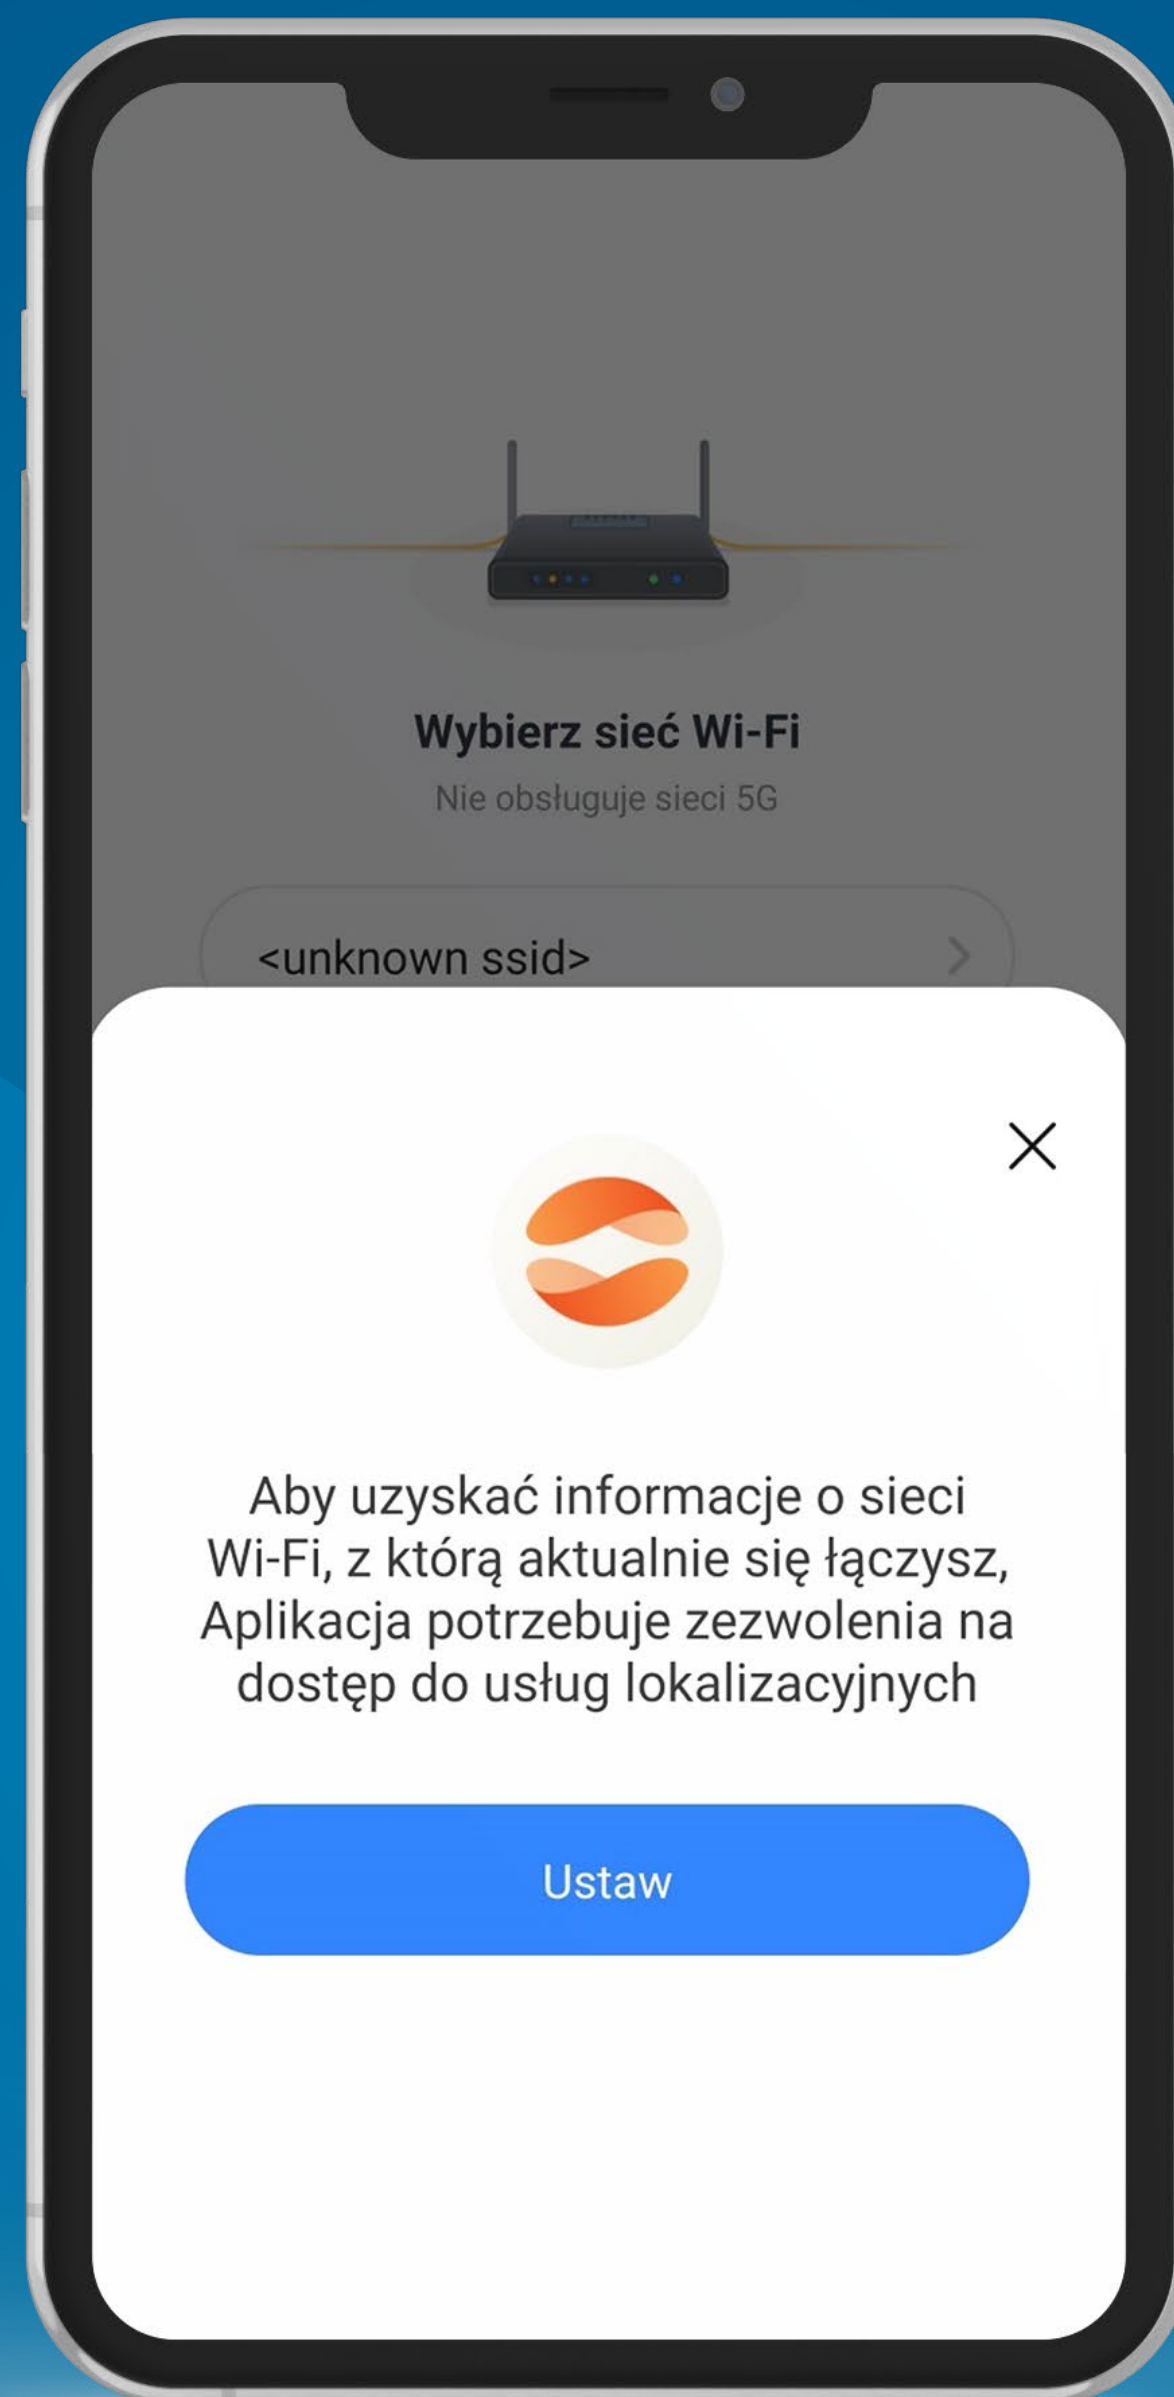 Wybierz sieć Wi-Fi
Nie obsługuje sieci 5G
<unknown ssid>
Aby uzyskać informacje o sieci
Wi-Fi, z którą aktualnie się łączysz,
Aplikacja potrzebuje zezwolenia na
dostęp do usług lokalizacyjnych
Ustaw